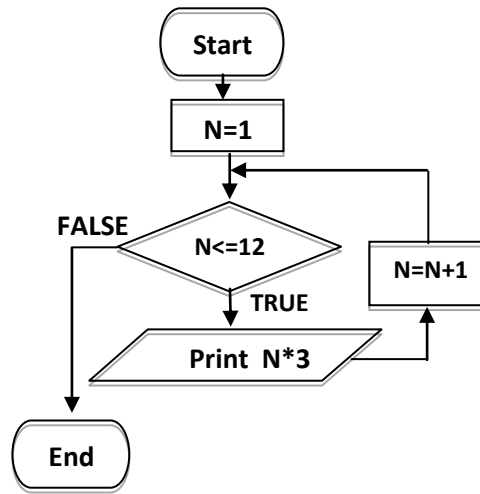 Start
N=1
FALSE
N<=12
N=N+1
TRUE
Print N*3
End